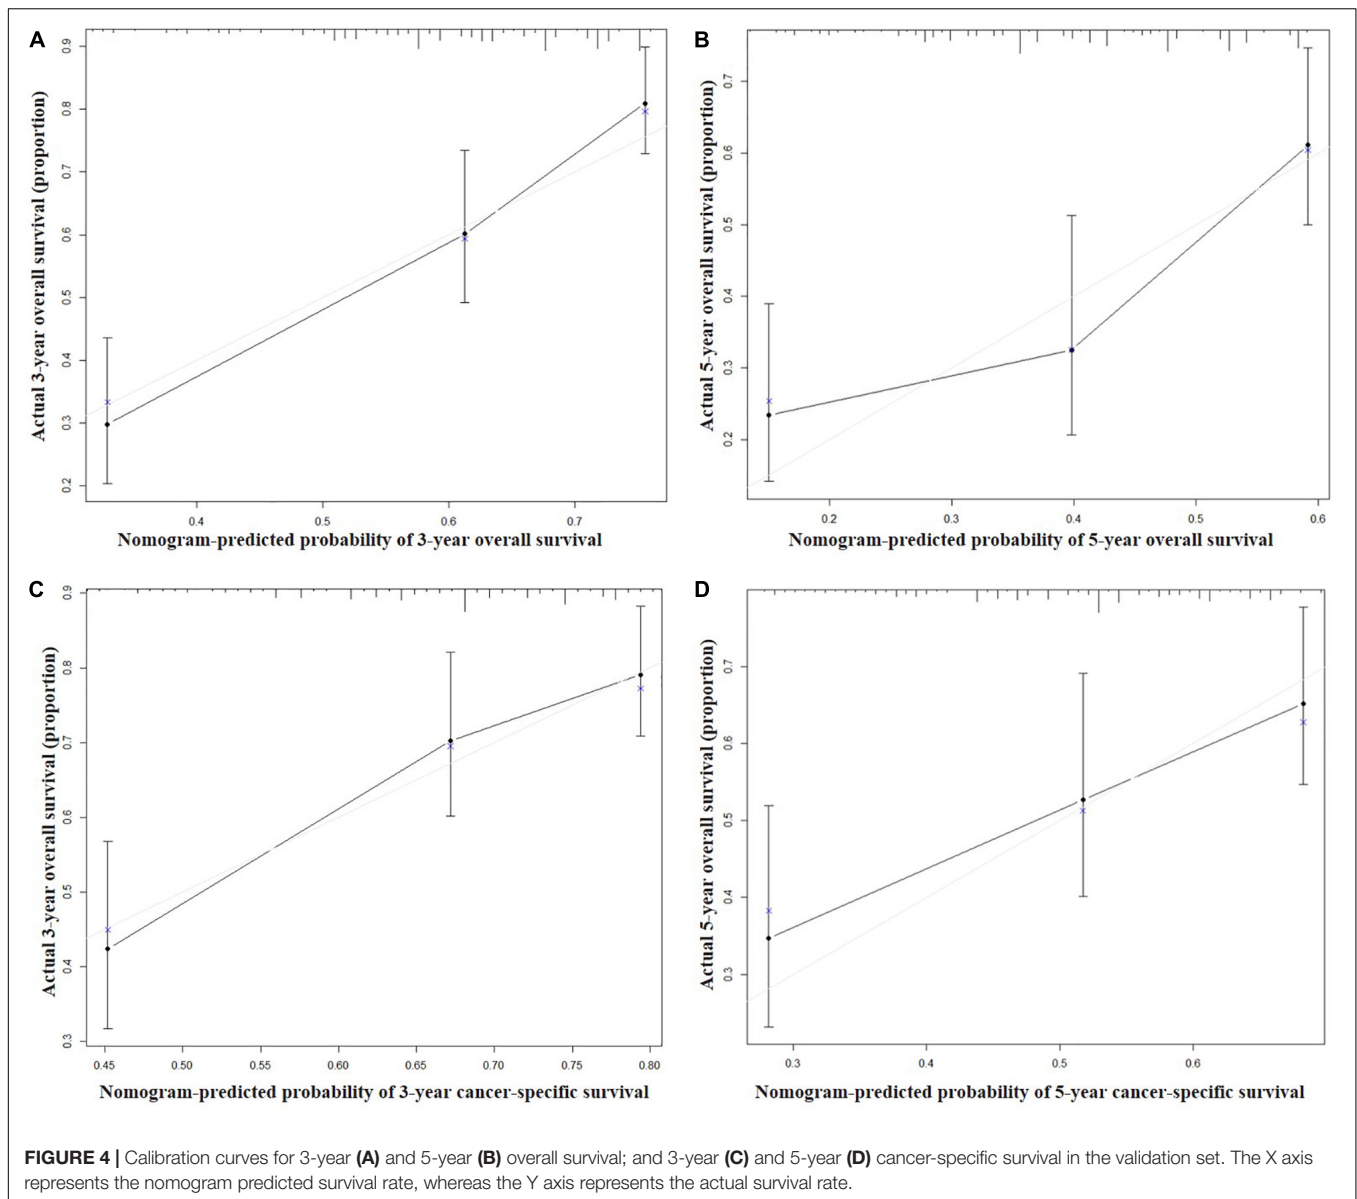 A
Actual 3-year overall survival (proportion)
0.9
0.8
0.7
0.6
0.5
0.4
0.3
0.2
0.4 0.5 0.6 0.7
Nomogram-predicted probability of 3-year overall survival
B
Actual 5-year overall survival (proportion)
0.7
0.6
0.5
0.4
0.3
0.2
0.2 0.3 0.4 0.5 0.6
Nomogram-predicted probability of 5-year overall survival
C
Actual 3-year overall survival (proportion)
0.9
0.8
0.7
0.6
0.5
0.4
0.3
0.45 0.50 0.55 0.60 0.65 0.70 0.75 0.80
Nomogram-predicted probability of 3-year cancer-specific survival
D
Actual 5-year overall survival (proportion)
0.7
0.6
0.5
0.4
0.3
0.3 0.4 0.5 0.6
Nomogram-predicted probability of 5-year cancer-specific survival
FIGURE 4 | Calibration curves for 3-year (A) and 5-year (B) overall survival; and 3-year (C) and 5-year (D) cancer-specific survival in the validation set. The X axis
represents the nomogram predicted survival rate, whereas the Y axis represents the actual survival rate.